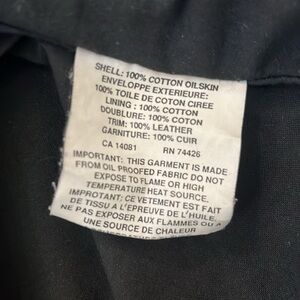 SHELL: 100% COTTON OILSKIN
ENVELOPPE EXTERIEURE:
100% TOILE DE COTON CIREE
LINING : 100% COTTON
DOUBLURE: 100% COTON
TRIM: 100% LEATHER
GARNITURE: 100% CUIR
CA 14081 RN 74426
IMPORTANT: THIS GARMENT IS MADE
FROM OIL PROOFED FABRIC DO NOT
EXPOSE TO FLAME OR HIGH
TEMPERATURE HEAT SOURCE.
IMPROTANT: CE VETEMENT EST FAIT
DE TISSU A L'EPREUVE DE L'HUILE.
NE PAS EXPOSER AUX FLAMMES OU A
UNE SOURCE DE CHALEUR